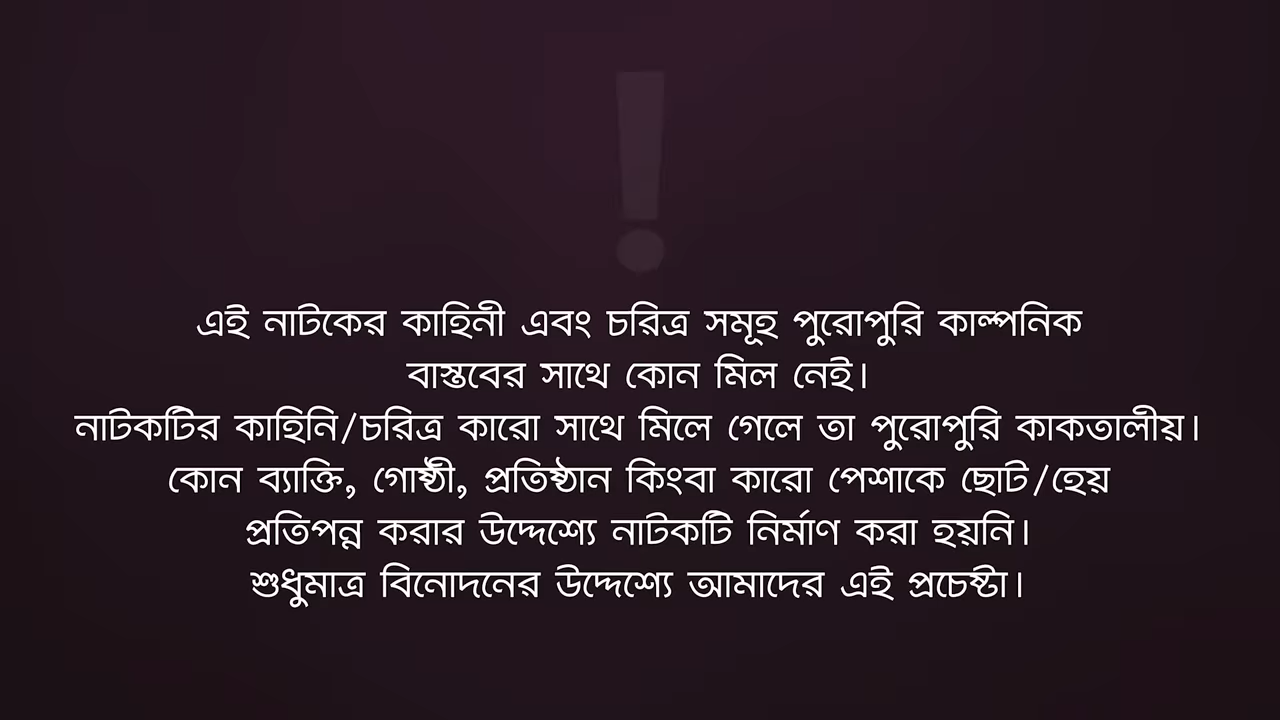 এই নাটকের কাহিনী এবং চরিত্র সমূহ পুরোপুরি কাল্পনিক
বাস্তবের সাথে কোন মিল নেই।
নাটকটির কাহিনি/চরিত্র কারো সাথে মিলে গেলে তা পুরোপুরি কাকতালীয়।
কোন ব্যাক্তি, গোষ্ঠী, প্রতিষ্ঠান কিংবা কারো পেশাকে ছোট/হেয়
প্রতিপন্ন করার উদ্দেশ্যে নাটকটি নির্মাণ করা হয়নি।
শুধুমাত্র বিনোদনের উদ্দেশ্যে আমাদের এই প্রচেষ্টা।